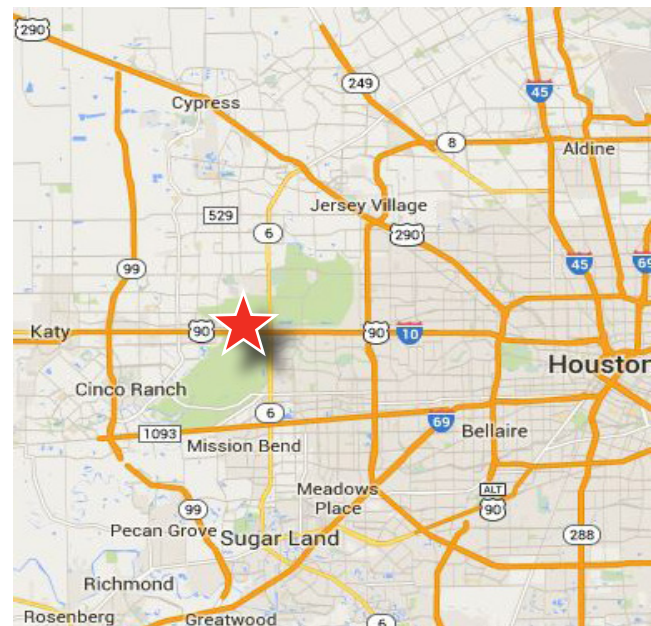 290
249
45
Cypress
8
Aldine
529
Jersey Village
6
290
99
45
69
Katy
90
90
10
Houston
Cinco Ranch
6
69
1093
Bellaire
Mission Bend
Meadows
Place
ALT
90
99
Pecan Grove
Sugar Land
288
Richmond
Rosenberg
Greatwood
6